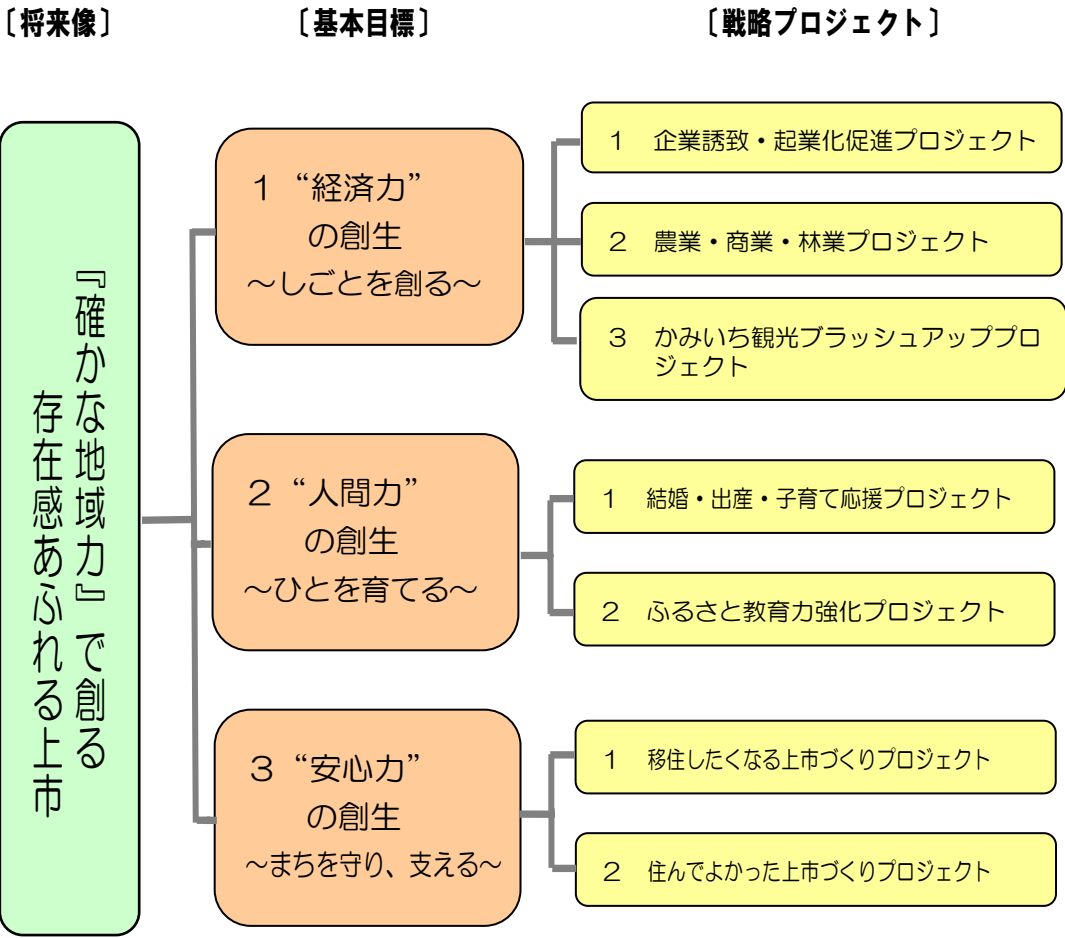 〔将来像〕
〔基本目標〕
〔戦略プロジェクト〕
『確かな地域力』で創る
存在感あふれる上市
１“経済力”
の創生
～しごとを創る～
１　企業誘致・起業化促進プロジェクト
２　農業・商業・林業プロジェクト
３　かみいち観光ブラッシュアッププロ
ジェクト
２“人間力”
の創生
～ひとを育てる～
１　結婚・出産・子育て応援プロジェクト
２　ふるさと教育力強化プロジェクト
３“安心力”
の創生
～まちを守り、支える～
１　移住したくなる上市づくりプロジェクト
２　住んでよかった上市づくりプロジェクト